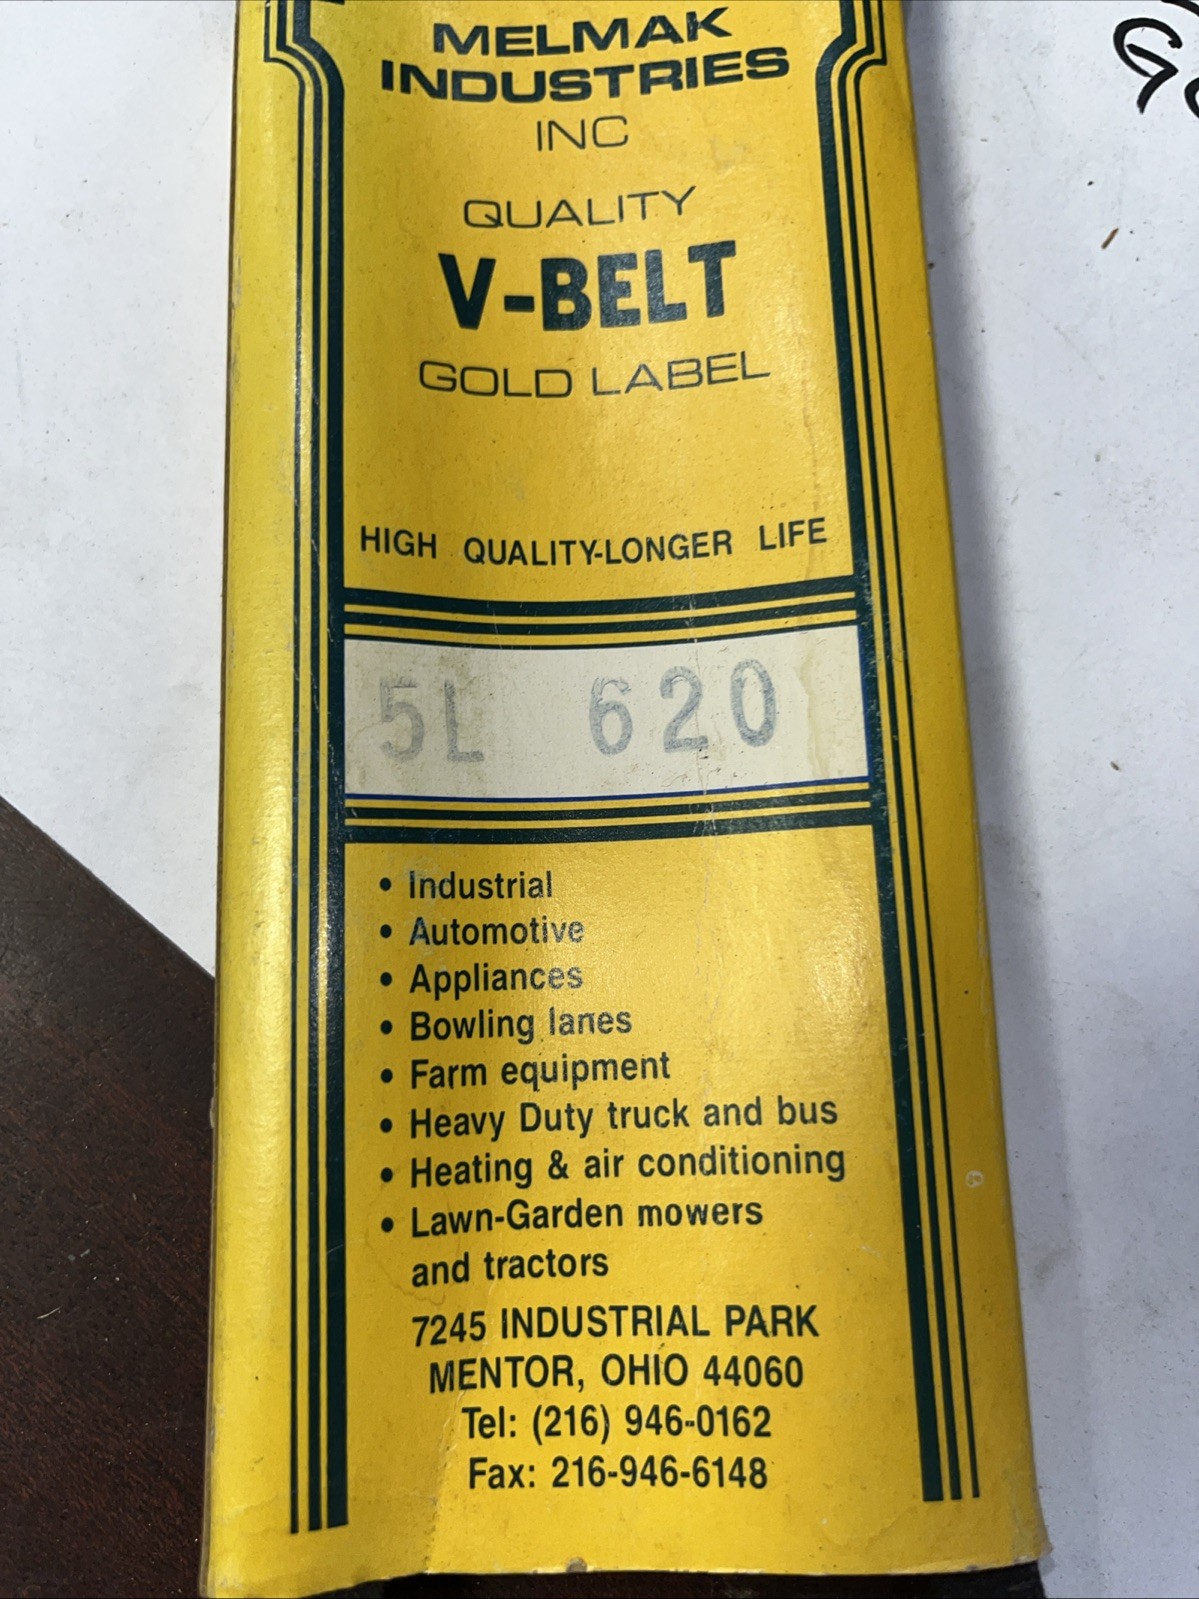 MELMAK
INDUSTRIES
INC
QUALITY
V-BELT
GOLD LABEL
HIGH QUALITY-LONGER LIFE
5L 620
• Industrial
• Automotive
• Appliances
• Bowling lanes
• Farm equipment
• Heavy Duty truck and bus
• Heating & air conditioning
• Lawn-Garden mowers
and tractors
7245 INDUSTRIAL PARK
MENTOR, OHIO 44060
Tel: (216) 946-0162
Fax: 216-946-6148